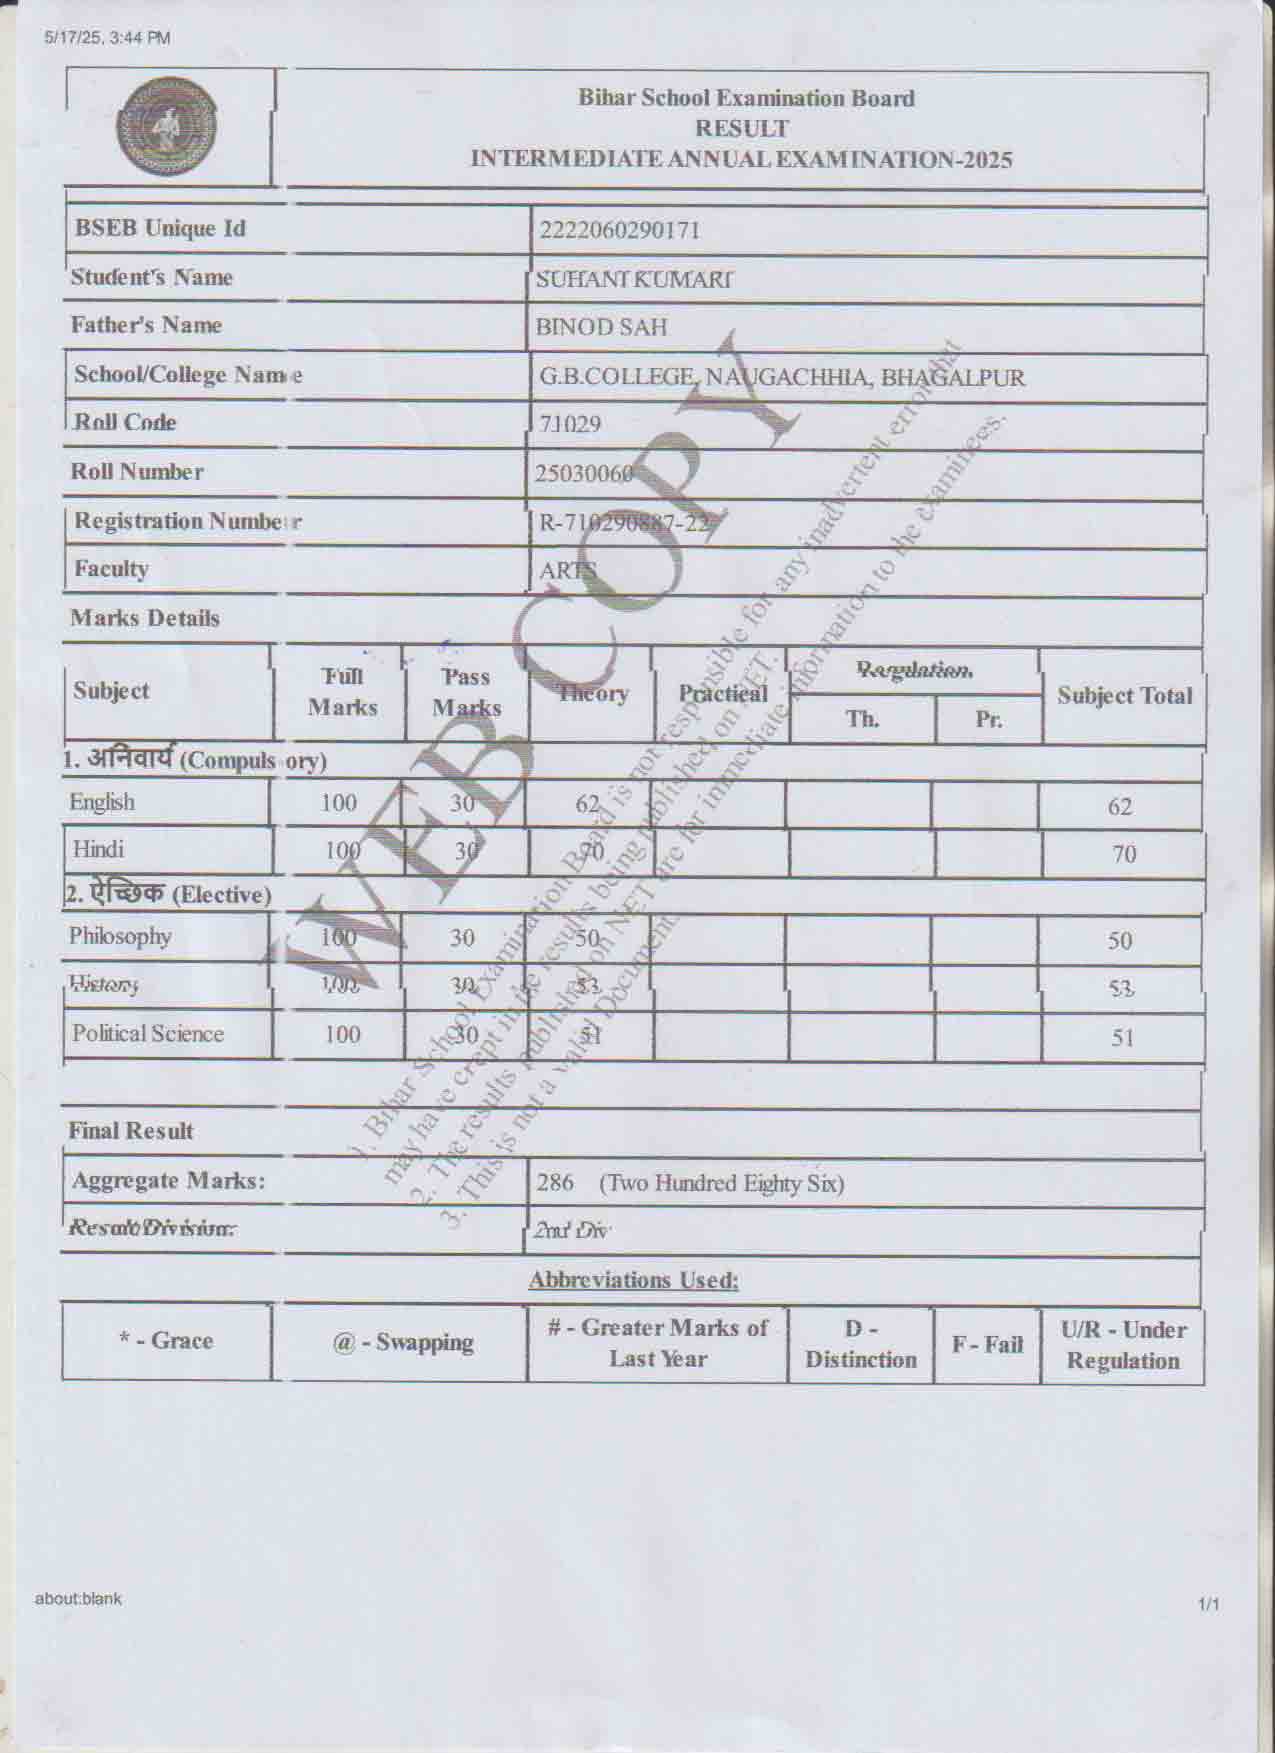 5/17/25, 3:44 PM
Bihar School Examination Board
RESULT
INTERMEDIATE ANNUAL EXAMINATION-2025
BSEB Unique Id 2222060290171
Student's Name SUHANI KUMARI
Father's Name BINOD SAH
School/College Name G.B.COLLEGE, NAUGACHHIA, BHAGALPUR
Roll Code 71029
Roll Number 25030060
Registration Number R-710290887-22
Faculty ARTS
Marks Details
Subject Full Marks Pass Marks Theory Practical Regulation Th. Pr. Subject Total
1. अनिवार्य (Compulsory)
English 100 30 62 62
Hindi 100 30 70 70
2. ऐच्छिक (Elective)
Philosophy 100 30 50 50
History 100 30 53 53
Political Science 100 30 51 51
Final Result
Aggregate Marks: 286 (Two Hundred Eighty Six)
Result Division: 2nd Div
Abbreviations Used:
* - Grace @ - Swapping # - Greater Marks of Last Year D - Distinction F - Fail U/R - Under Regulation
WEB COPY
1. Bihar School Examination Board is not responsible for any inadvertent error that
may have crept in the results being published on NET.
2. The results published on NET are for immediate information to the examinees.
3. This is not a valid Document.
about:blank
1/1